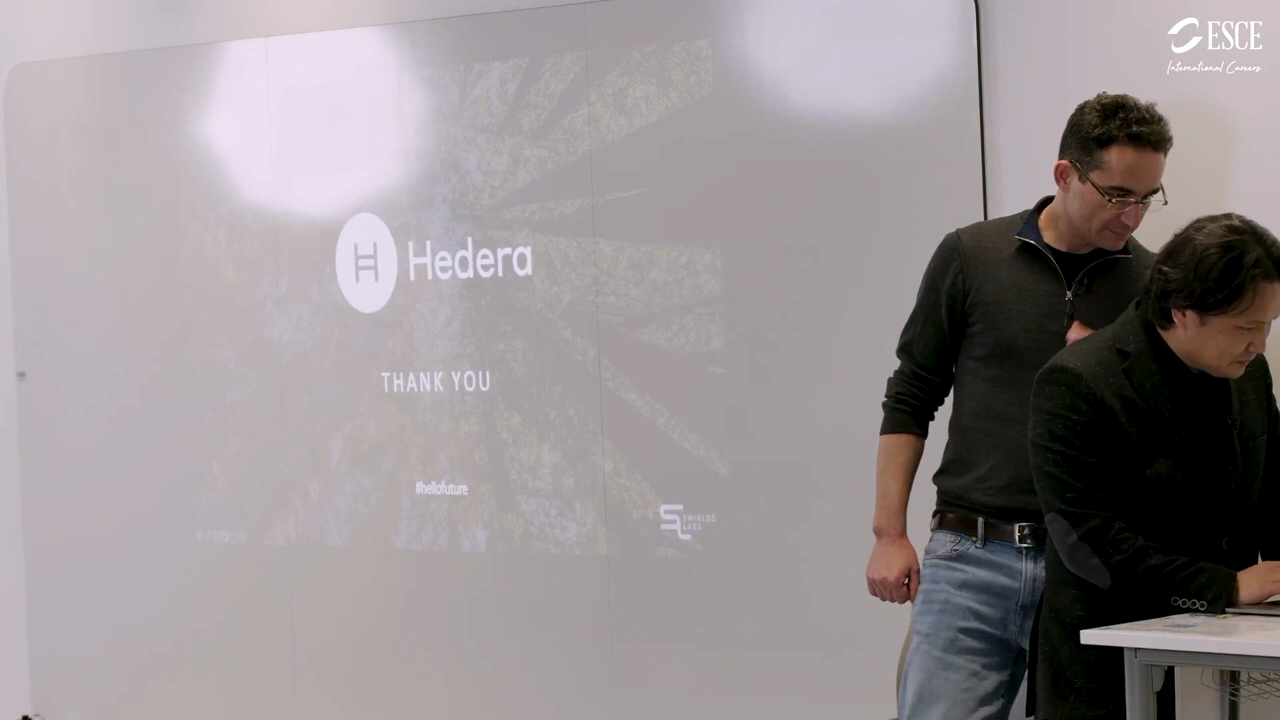 ESCE
International Careers
Hedera
THANK YOU
#hellofuture
SWIRLDS
LABS